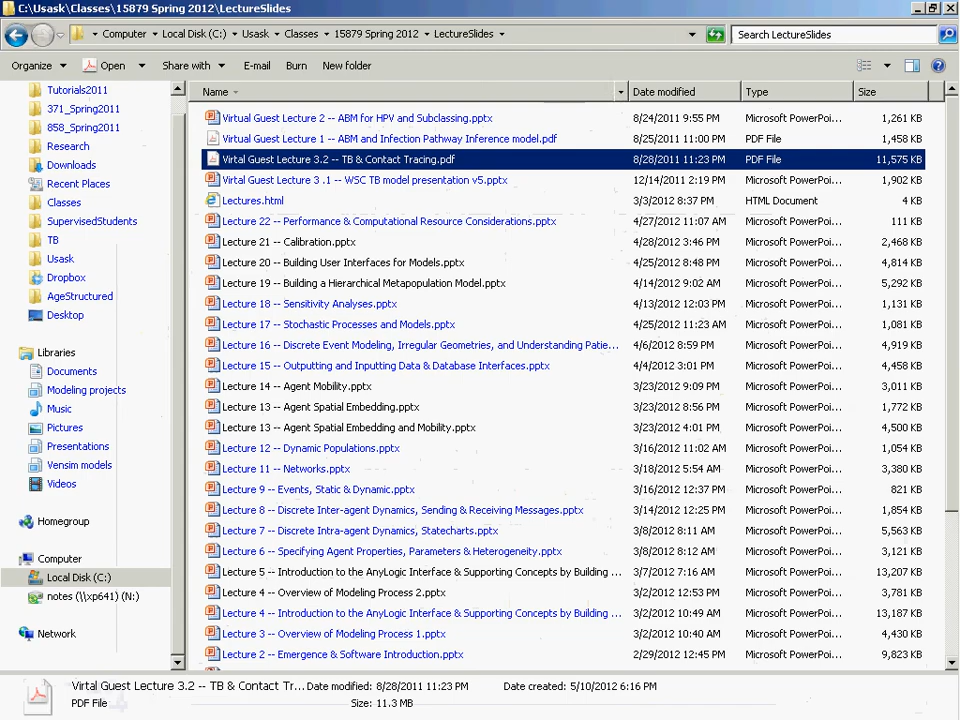 C:\Usask\Classes\15879 Spring 2012\LectureSlides
Computer Local Disk (C:) Usask Classes 15879 Spring 2012 LectureSlides Search LectureSlides
Organize Open Share with E-mail Burn New folder
Tutorials2011
371_Spring2011
858_Spring2011
Research
Downloads
Recent Places
Classes
SupervisedStudents
TB
Usask
Dropbox
AgeStructured
Desktop
Libraries
Documents
Modeling projects
Music
Pictures
Presentations
Vensim models
Videos
Homegroup
Computer
Local Disk (C:)
notes (\\xp641) (N:)
Network
Name Date modified Type Size
Virtual Guest Lecture 2 -- ABM for HPV and Subclassing.pptx 8/24/2011 9:55 PM Microsoft PowerPoi... 1,261 KB
Virtual Guest Lecture 1 -- ABM and Infection Pathway Inference model.pdf 8/25/2011 11:00 PM PDF File 1,458 KB
Virtal Guest Lecture 3.2 -- TB & Contact Tracing.pdf 8/28/2011 11:23 PM PDF File 11,575 KB
Virtal Guest Lecture 3 .1 -- WSC TB model presentation v5.pptx 12/14/2011 2:19 PM Microsoft PowerPoi... 1,902 KB
Lectures.html 3/3/2012 8:37 PM HTML Document 4 KB
Lecture 22 -- Performance & Computational Resource Considerations.pptx 4/27/2012 11:07 AM Microsoft PowerPoi... 111 KB
Lecture 21 -- Calibration.pptx 4/28/2012 3:46 PM Microsoft PowerPoi... 2,468 KB
Lecture 20 -- Building User Interfaces for Models.pptx 4/25/2012 8:48 PM Microsoft PowerPoi... 4,814 KB
Lecture 19 -- Building a Hierarchical Metapopulation Model.pptx 4/14/2012 9:02 AM Microsoft PowerPoi... 5,292 KB
Lecture 18 -- Sensitivity Analyses.pptx 4/13/2012 12:03 PM Microsoft PowerPoi... 1,131 KB
Lecture 17 -- Stochastic Processes and Models.pptx 4/25/2012 11:23 AM Microsoft PowerPoi... 1,081 KB
Lecture 16 -- Discrete Event Modeling, Irregular Geometries, and Understanding Patie... 4/6/2012 8:59 PM Microsoft PowerPoi... 4,919 KB
Lecture 15 -- Outputing and Inputing Data & Database Interfaces.pptx 4/4/2012 3:01 PM Microsoft PowerPoi... 4,458 KB
Lecture 14 -- Agent Mobility.pptx 3/23/2012 9:09 PM Microsoft PowerPoi... 3,011 KB
Lecture 13 -- Agent Spatial Embedding.pptx 3/23/2012 8:56 PM Microsoft PowerPoi... 1,772 KB
Lecture 13 -- Agent Spatial Embedding and Mobility.pptx 3/23/2012 4:01 PM Microsoft PowerPoi... 4,500 KB
Lecture 12 -- Dynamic Populations.pptx 3/16/2012 11:02 AM Microsoft PowerPoi... 1,054 KB
Lecture 11 -- Networks.pptx 3/18/2012 5:54 AM Microsoft PowerPoi... 3,380 KB
Lecture 9 -- Events, Static & Dynamic.pptx 3/16/2012 12:37 PM Microsoft PowerPoi... 821 KB
Lecture 8 -- Discrete Inter-agent Dynamics, Sending & Receiving Messages.pptx 3/14/2012 12:25 PM Microsoft PowerPoi... 1,854 KB
Lecture 7 -- Discrete Intra-agent Dynamics, Statecharts.pptx 3/8/2012 8:11 AM Microsoft PowerPoi... 5,563 KB
Lecture 6 -- Specifying Agent Properties, Parameters & Heterogeneity.pptx 3/8/2012 8:12 AM Microsoft PowerPoi... 3,121 KB
Lecture 5 -- Introduction to the AnyLogic Interface & Supporting Concepts by Building ... 3/7/2012 7:16 AM Microsoft PowerPoi... 13,207 KB
Lecture 4 -- Overview of Modeling Process 2.pptx 3/2/2012 12:53 PM Microsoft PowerPoi... 3,781 KB
Lecture 4 -- Introduction to the AnyLogic Interface & Supporting Concepts by Building ... 3/2/2012 10:49 AM Microsoft PowerPoi... 13,187 KB
Lecture 3 -- Overview of Modeling Process 1.pptx 3/2/2012 10:40 AM Microsoft PowerPoi... 4,430 KB
Lecture 2 -- Emergence & Software Introduction.pptx 2/29/2012 12:45 PM Microsoft PowerPoi... 9,823 KB
Virtal Guest Lecture 3.2 -- TB & Contact Tr... Date modified: 8/28/2011 11:23 PM Date created: 5/10/2012 6:16 PM
PDF File Size: 11.3 MB